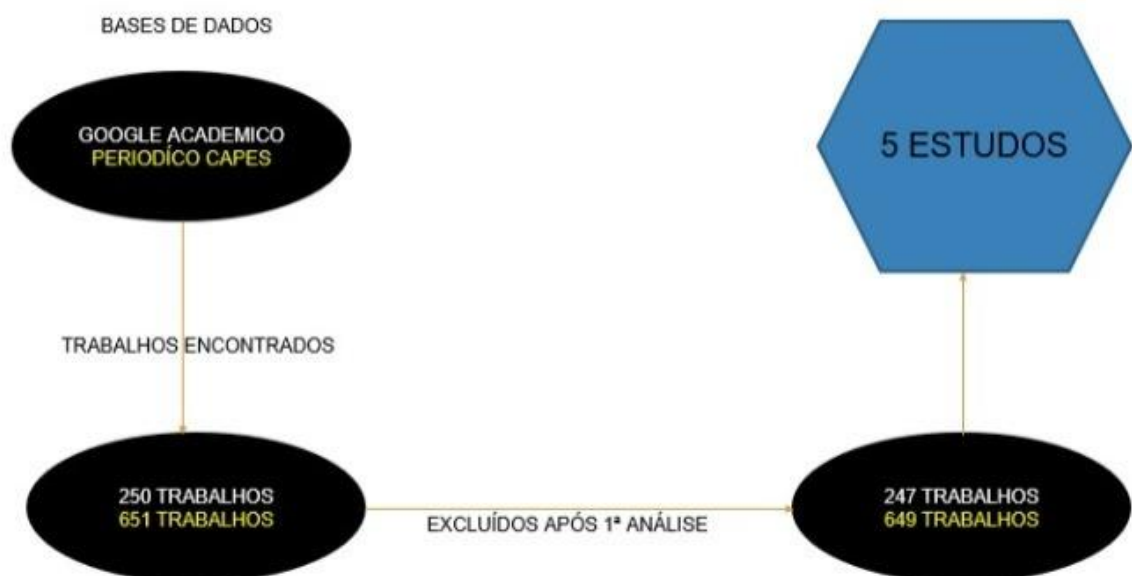 BASES DE DADOS
GOOGLE ACADEMICO
PERIODÍCO CAPES
TRABALHOS ENCONTRADOS
250 TRABALHOS
651 TRABALHOS
EXCLUÍDOS APÓS 1ª ANÁLISE
247 TRABALHOS
649 TRABALHOS
5 ESTUDOS